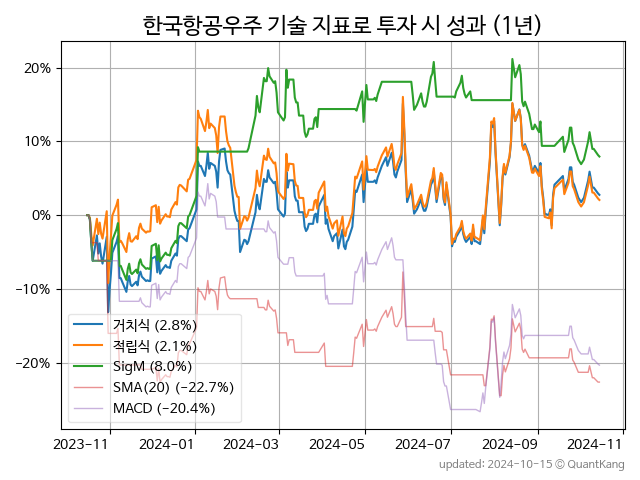 한국항공우주 기술 지표로 투자 시 성과 (1년)
20%
10%
0%
−10%
−20%
거치식 (2.8%)
적립식 (2.1%)
SigM (8.0%)
SMA(20) (−22.7%)
MACD (−20.4%)
2023-11 2024-01 2024-03 2024-05 2024-07 2024-09 2024-11
updated: 2024-10-15 © QuantKang